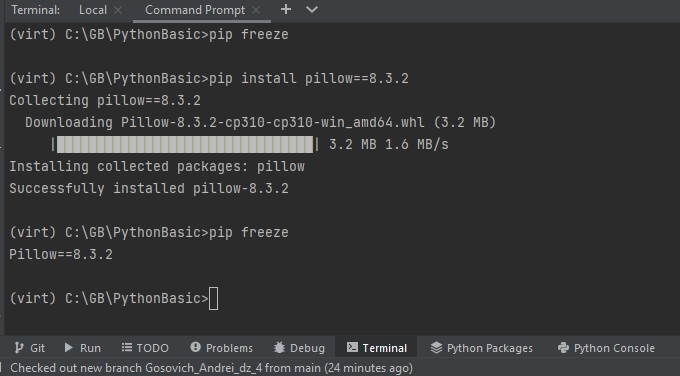 Terminal: Local × Command Prompt × +
(virt) C:\GB\PythonBasic>pip freeze
(virt) C:\GB\PythonBasic>pip install pillow==8.3.2
Collecting pillow==8.3.2
Downloading Pillow-8.3.2-cp310-cp310-win_amd64.whl (3.2 MB)
|████████████████████████████████| 3.2 MB 1.6 MB/s
Installing collected packages: pillow
Successfully installed pillow-8.3.2
(virt) C:\GB\PythonBasic>pip freeze
Pillow==8.3.2
(virt) C:\GB\PythonBasic>
Git Run TODO Problems Debug Terminal Python Packages Python Console
Checked out new branch Gosovich_Andrei_dz_4 from main (24 minutes ago)